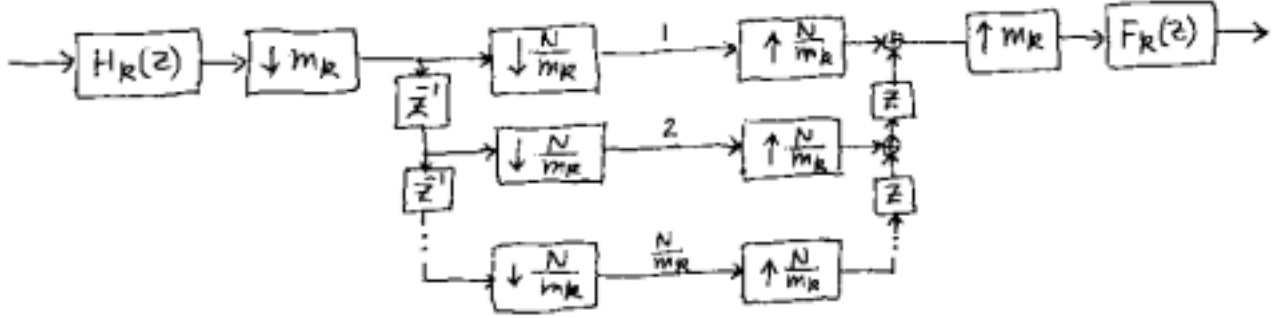 H_k(z) ↓ m_k ↓ N/m_k 1 ↑ N/m_k ↑ m_k F_k(z)
z^-1 z
↓ N/m_k 2 ↑ N/m_k
z^-1 z
↓ N/m_k N/m_k ↑ N/m_k